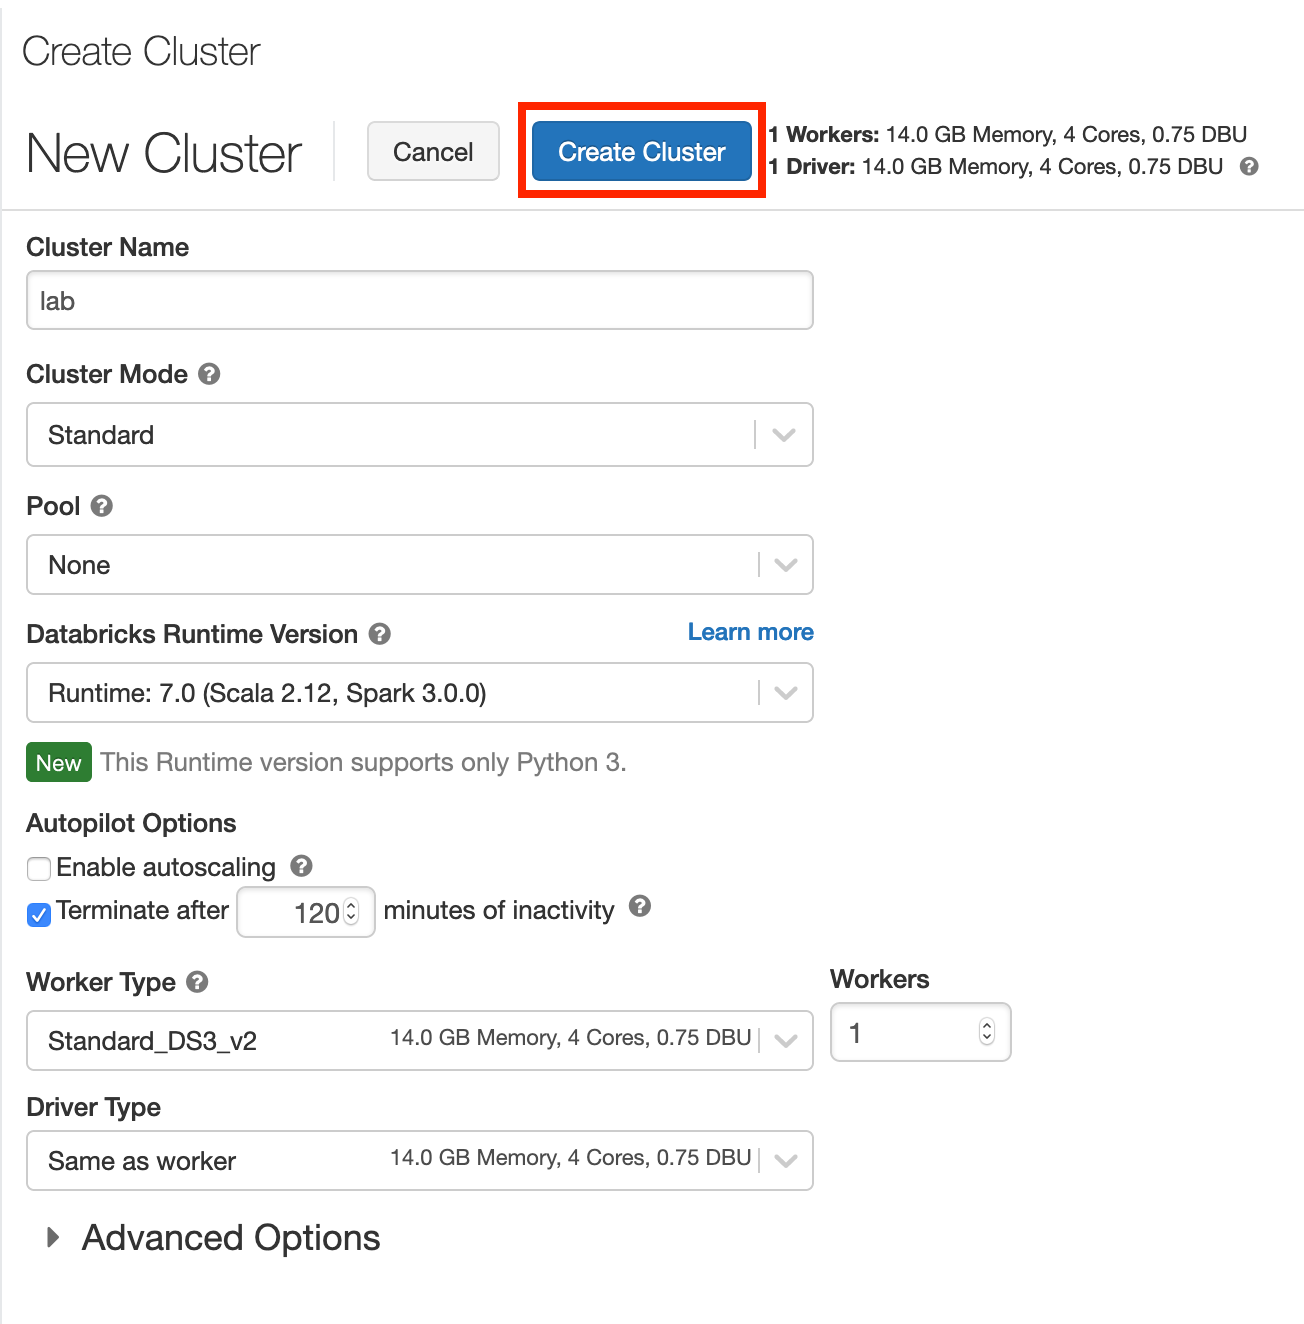 Create Cluster
New Cluster
Cancel
Create Cluster
1 Workers: 14.0 GB Memory, 4 Cores, 0.75 DBU
1 Driver: 14.0 GB Memory, 4 Cores, 0.75 DBU ?
Cluster Name
lab
Cluster Mode ?
Standard
Pool ?
None
Databricks Runtime Version ? Learn more
Runtime: 7.0 (Scala 2.12, Spark 3.0.0)
New This Runtime version supports only Python 3.
Autopilot Options
Enable autoscaling ?
Terminate after 120 minutes of inactivity ?
Worker Type ? Workers
Standard_DS3_v2 14.0 GB Memory, 4 Cores, 0.75 DBU 1
Driver Type
Same as worker 14.0 GB Memory, 4 Cores, 0.75 DBU
Advanced Options